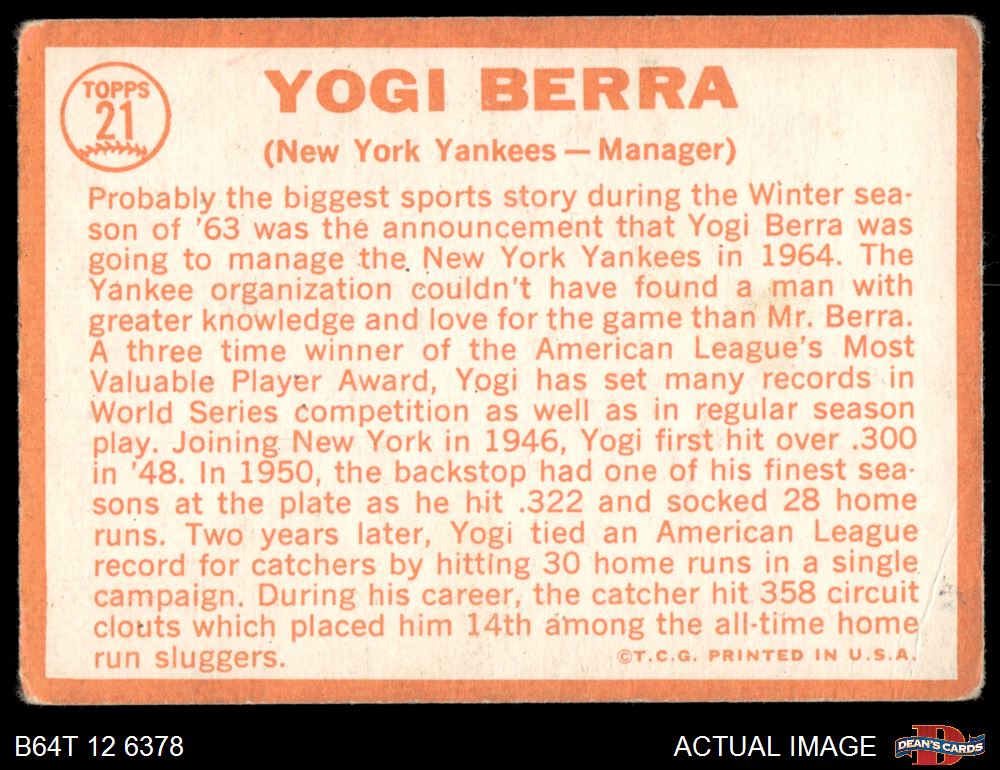 TOPPS
21
YOGI BERRA
(New York Yankees — Manager)
Probably the biggest sports story during the Winter sea-
son of '63 was the announcement that Yogi Berra was
going to manage the New York Yankees in 1964. The
Yankee organization couldn't have found a man with
greater knowledge and love for the game than Mr. Berra.
A three time winner of the American League's Most
Valuable Player Award, Yogi has set many records in
World Series competition as well as in regular season
play. Joining New York in 1946, Yogi first hit over .300
in '48. In 1950, the backstop had one of his finest sea-
sons at the plate as he hit .322 and socked 28 home
runs. Two years later, Yogi tied an American League
record for catchers by hitting 30 home runs in a single
campaign. During his career, the catcher hit 358 circuit
clouts which placed him 14th among the all-time home
run sluggers.
©T.C.G. PRINTED IN U.S.A.
B64T 12 6378
ACTUAL IMAGE
D
DEAN'S CARDS